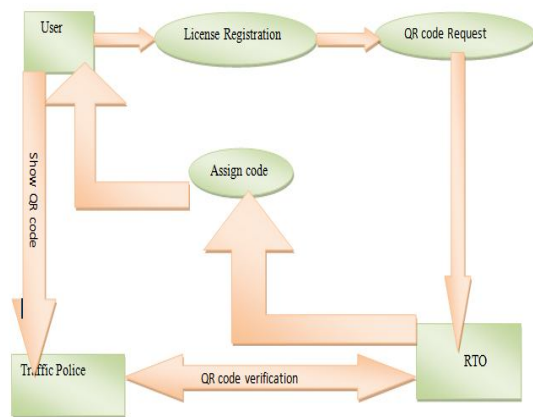 User
License Registration
QR code Request
Show QR code
Assign code
Traffic Police
QR code verification
RTO